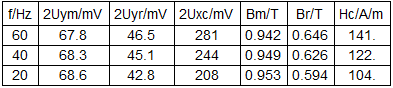 f/Hz 2Uym/mV 2Uyr/mV 2Uxc/mV Bm/T Br/T Hc/A/m
60 67.8 46.5 281 0.942 0.646 141.
40 68.3 45.1 244 0.949 0.626 122.
20 68.6 42.8 208 0.953 0.594 104.